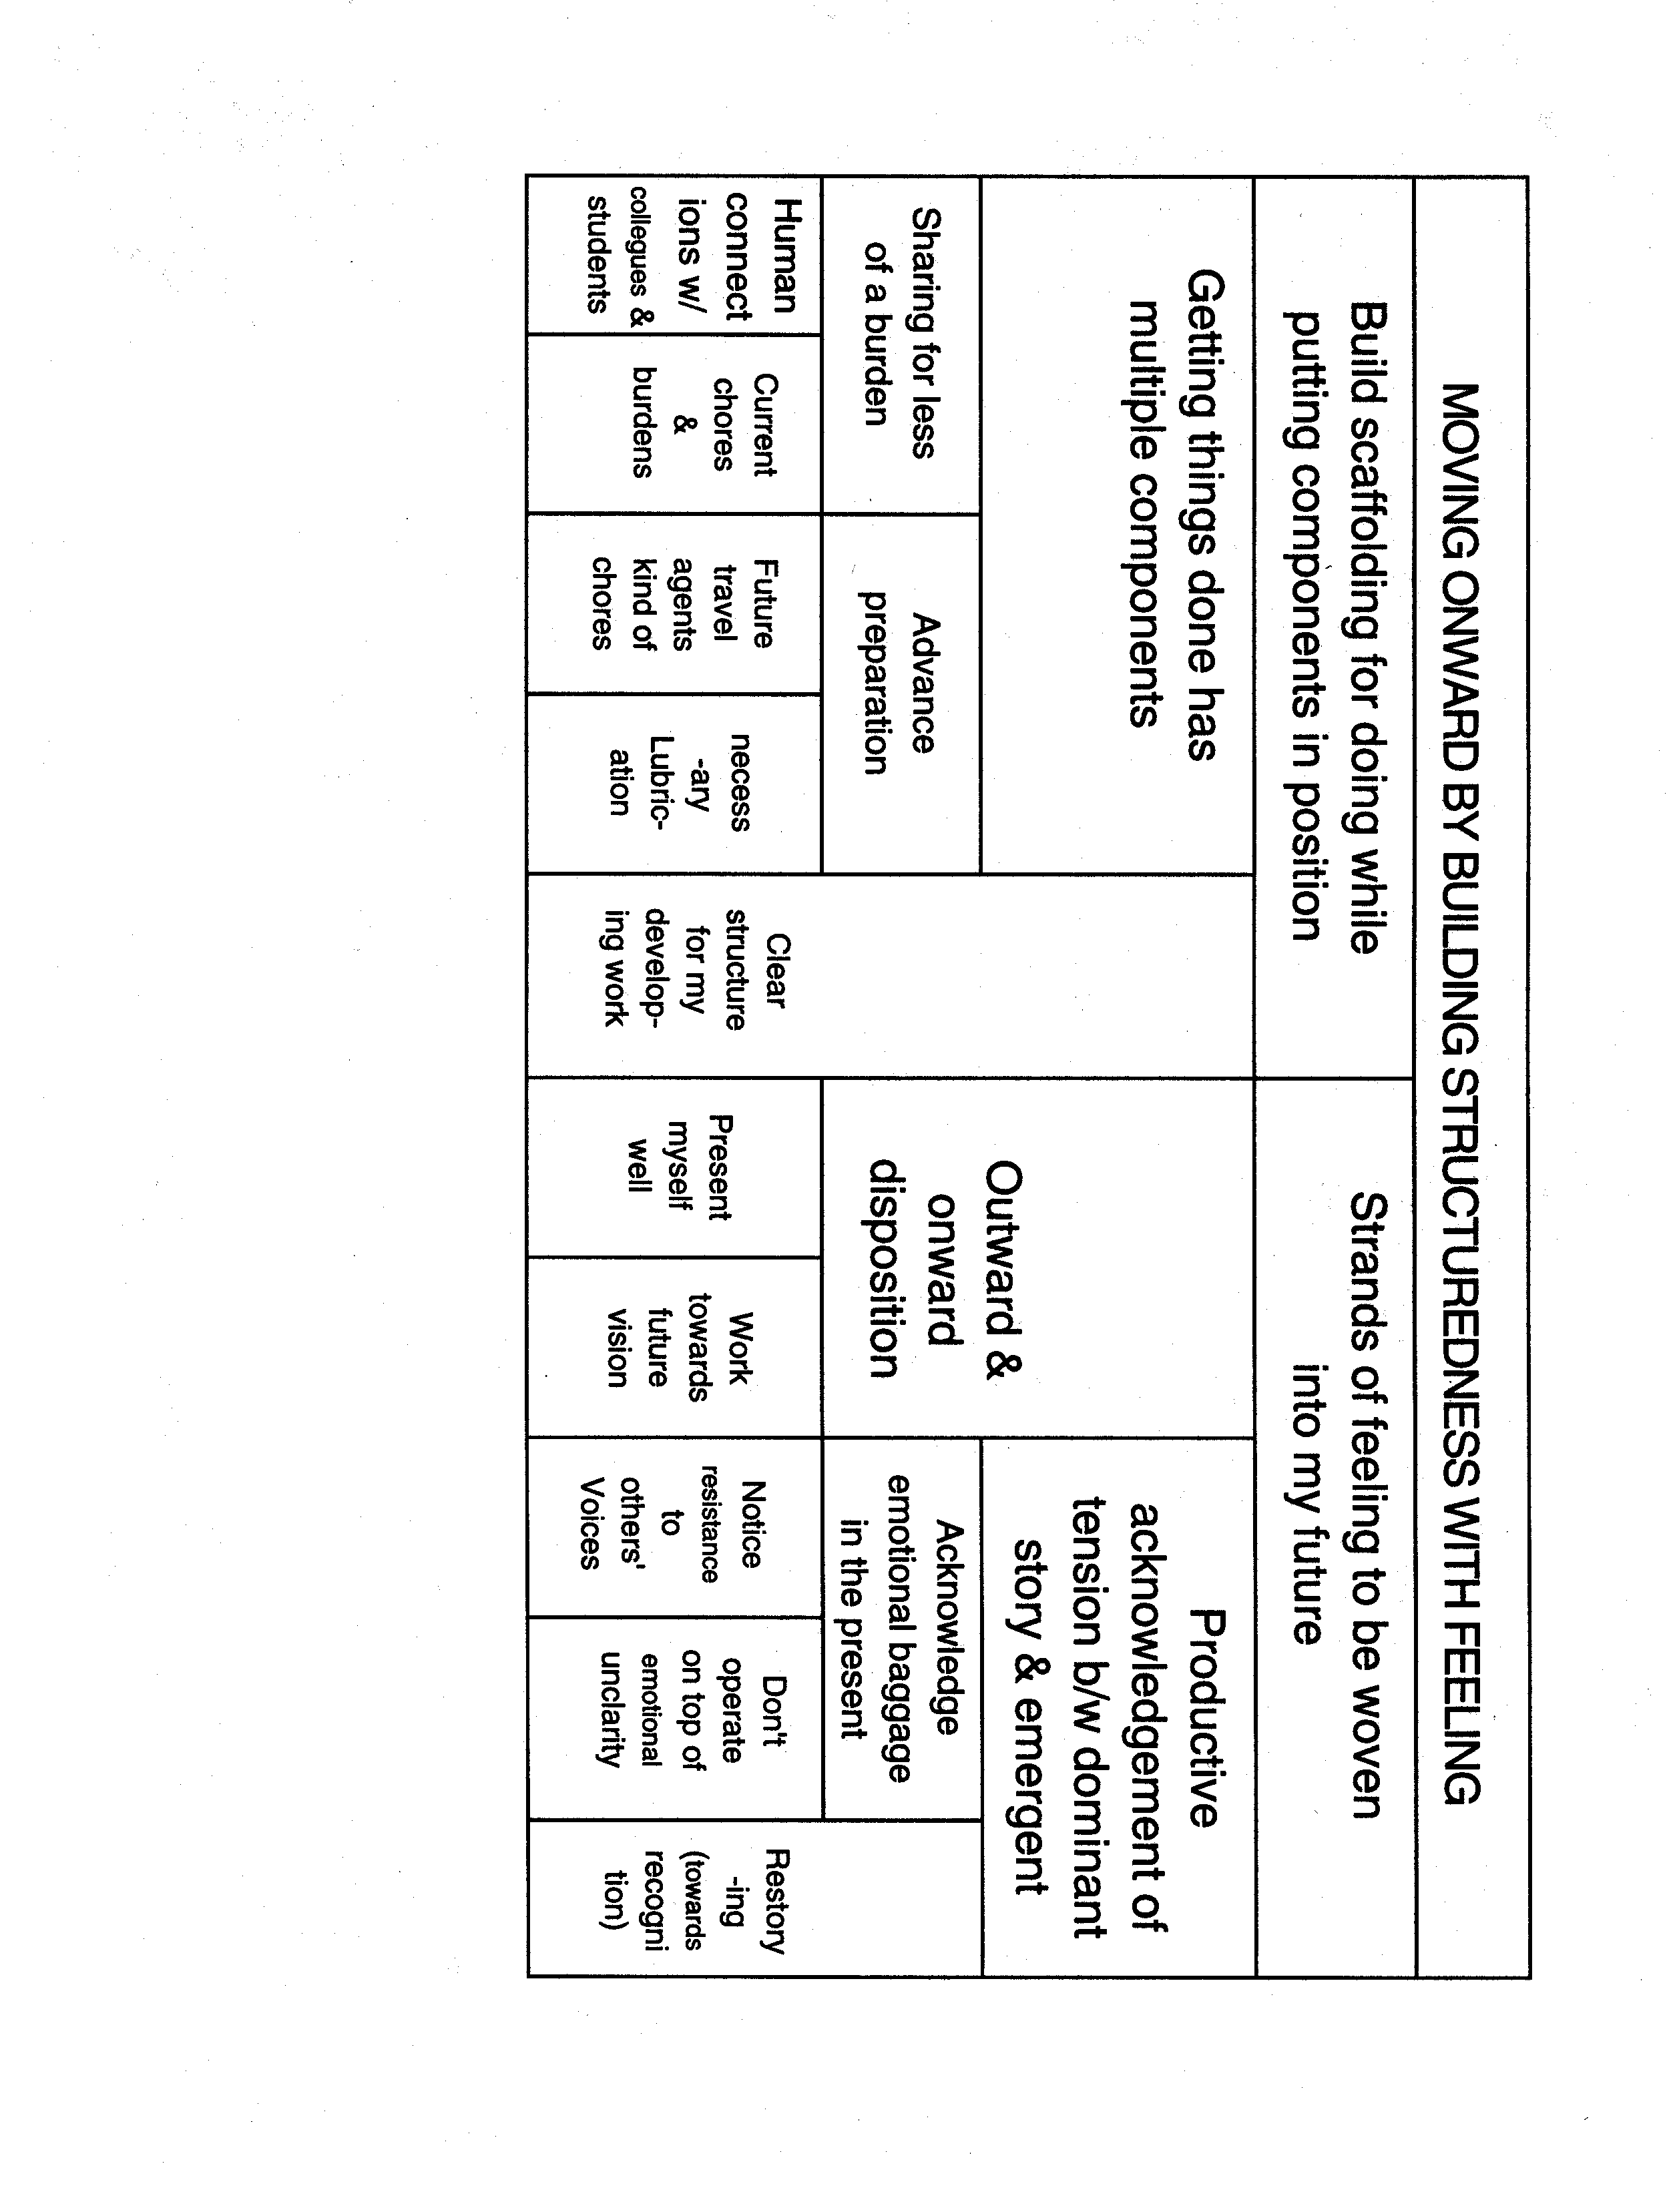 MOVING ONWARD BY BUILDING STRUCTUREDNESS WITH FEELING
Build scaffolding for doing while
putting components in position
Strands of feeling to be woven
into my future
Getting things done has
multiple components
Productive
acknowledgement of
tension b/w dominant
story & emergent
Outward &
onward
disposition
Sharing for less
of a burden
Advance
preparation
Acknowledge
emotional baggage
in the present
Human
connect
ions w/
collegues &
students
Current
chores
&
burdens
Future
travel
agents
kind of
chores
necess
-ary
Lubric-
ation
Clear
structure
for my
develop-
ing work
Present
myself
well
Work
towards
future
vision
Notice
resistance
to
others'
Voices
Don't
operate
on top of
emotional
unclarity
Restory
-ing
(towards
recogni
tion)